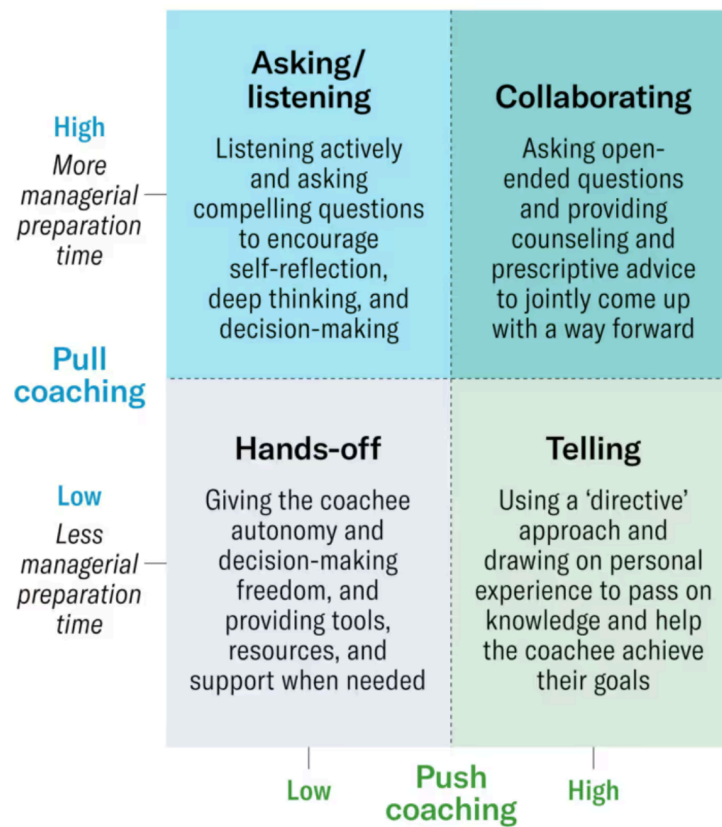 Asking/
listening
Listening actively
and asking
compelling questions
to encourage
self-reflection,
deep thinking, and
decision-making
Collaborating
Asking open-
ended questions
and providing
counseling and
prescriptive advice
to jointly come up
with a way forward
High
More
managerial
preparation
time
Pull
coaching
Low
Less
managerial
preparation
time
Hands-off
Giving the coachee
autonomy and
decision-making
freedom, and
providing tools,
resources, and
support when needed
Telling
Using a ‘directive’
approach and
drawing on personal
experience to pass on
knowledge and help
the coachee achieve
their goals
Low
Push
coaching
High